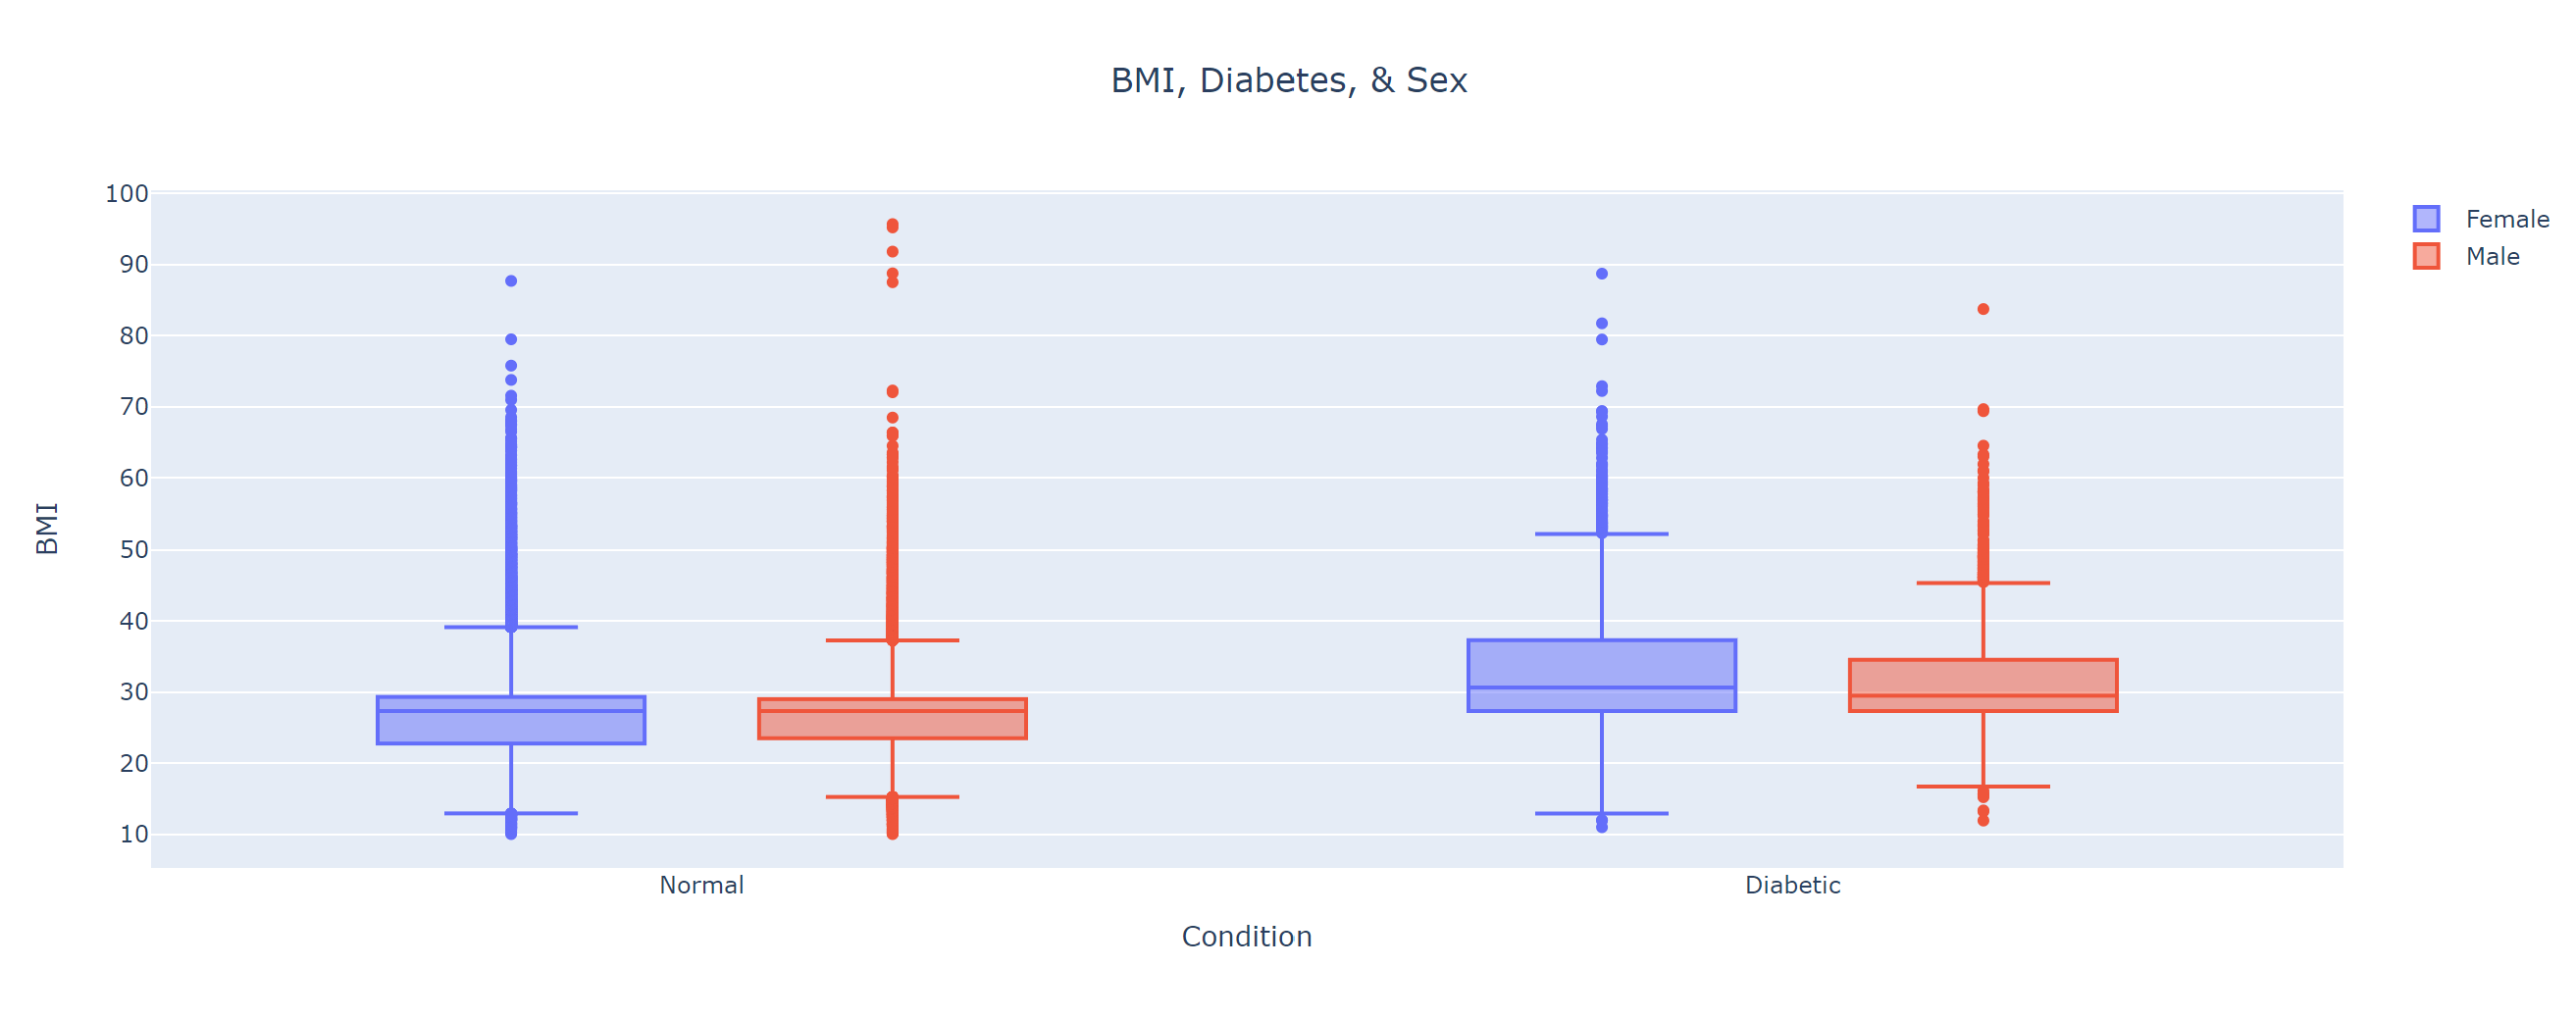 BMI, Diabetes, & Sex
100
90
80
70
60
50
40
30
20
10
BMI
Normal
Diabetic
Condition
Female
Male